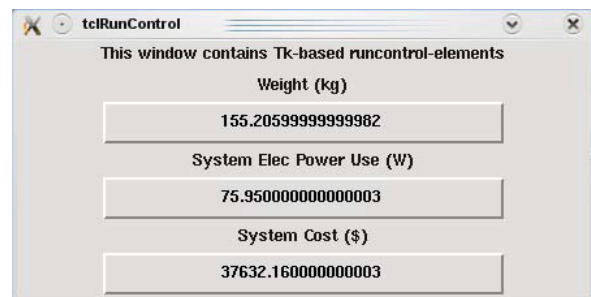 tclRunControl
This window contains Tk-based runcontrol-elements
Weight (kg)
155.20599999999982
System Elec Power Use (W)
75.950000000000003
System Cost ($)
37632.160000000003